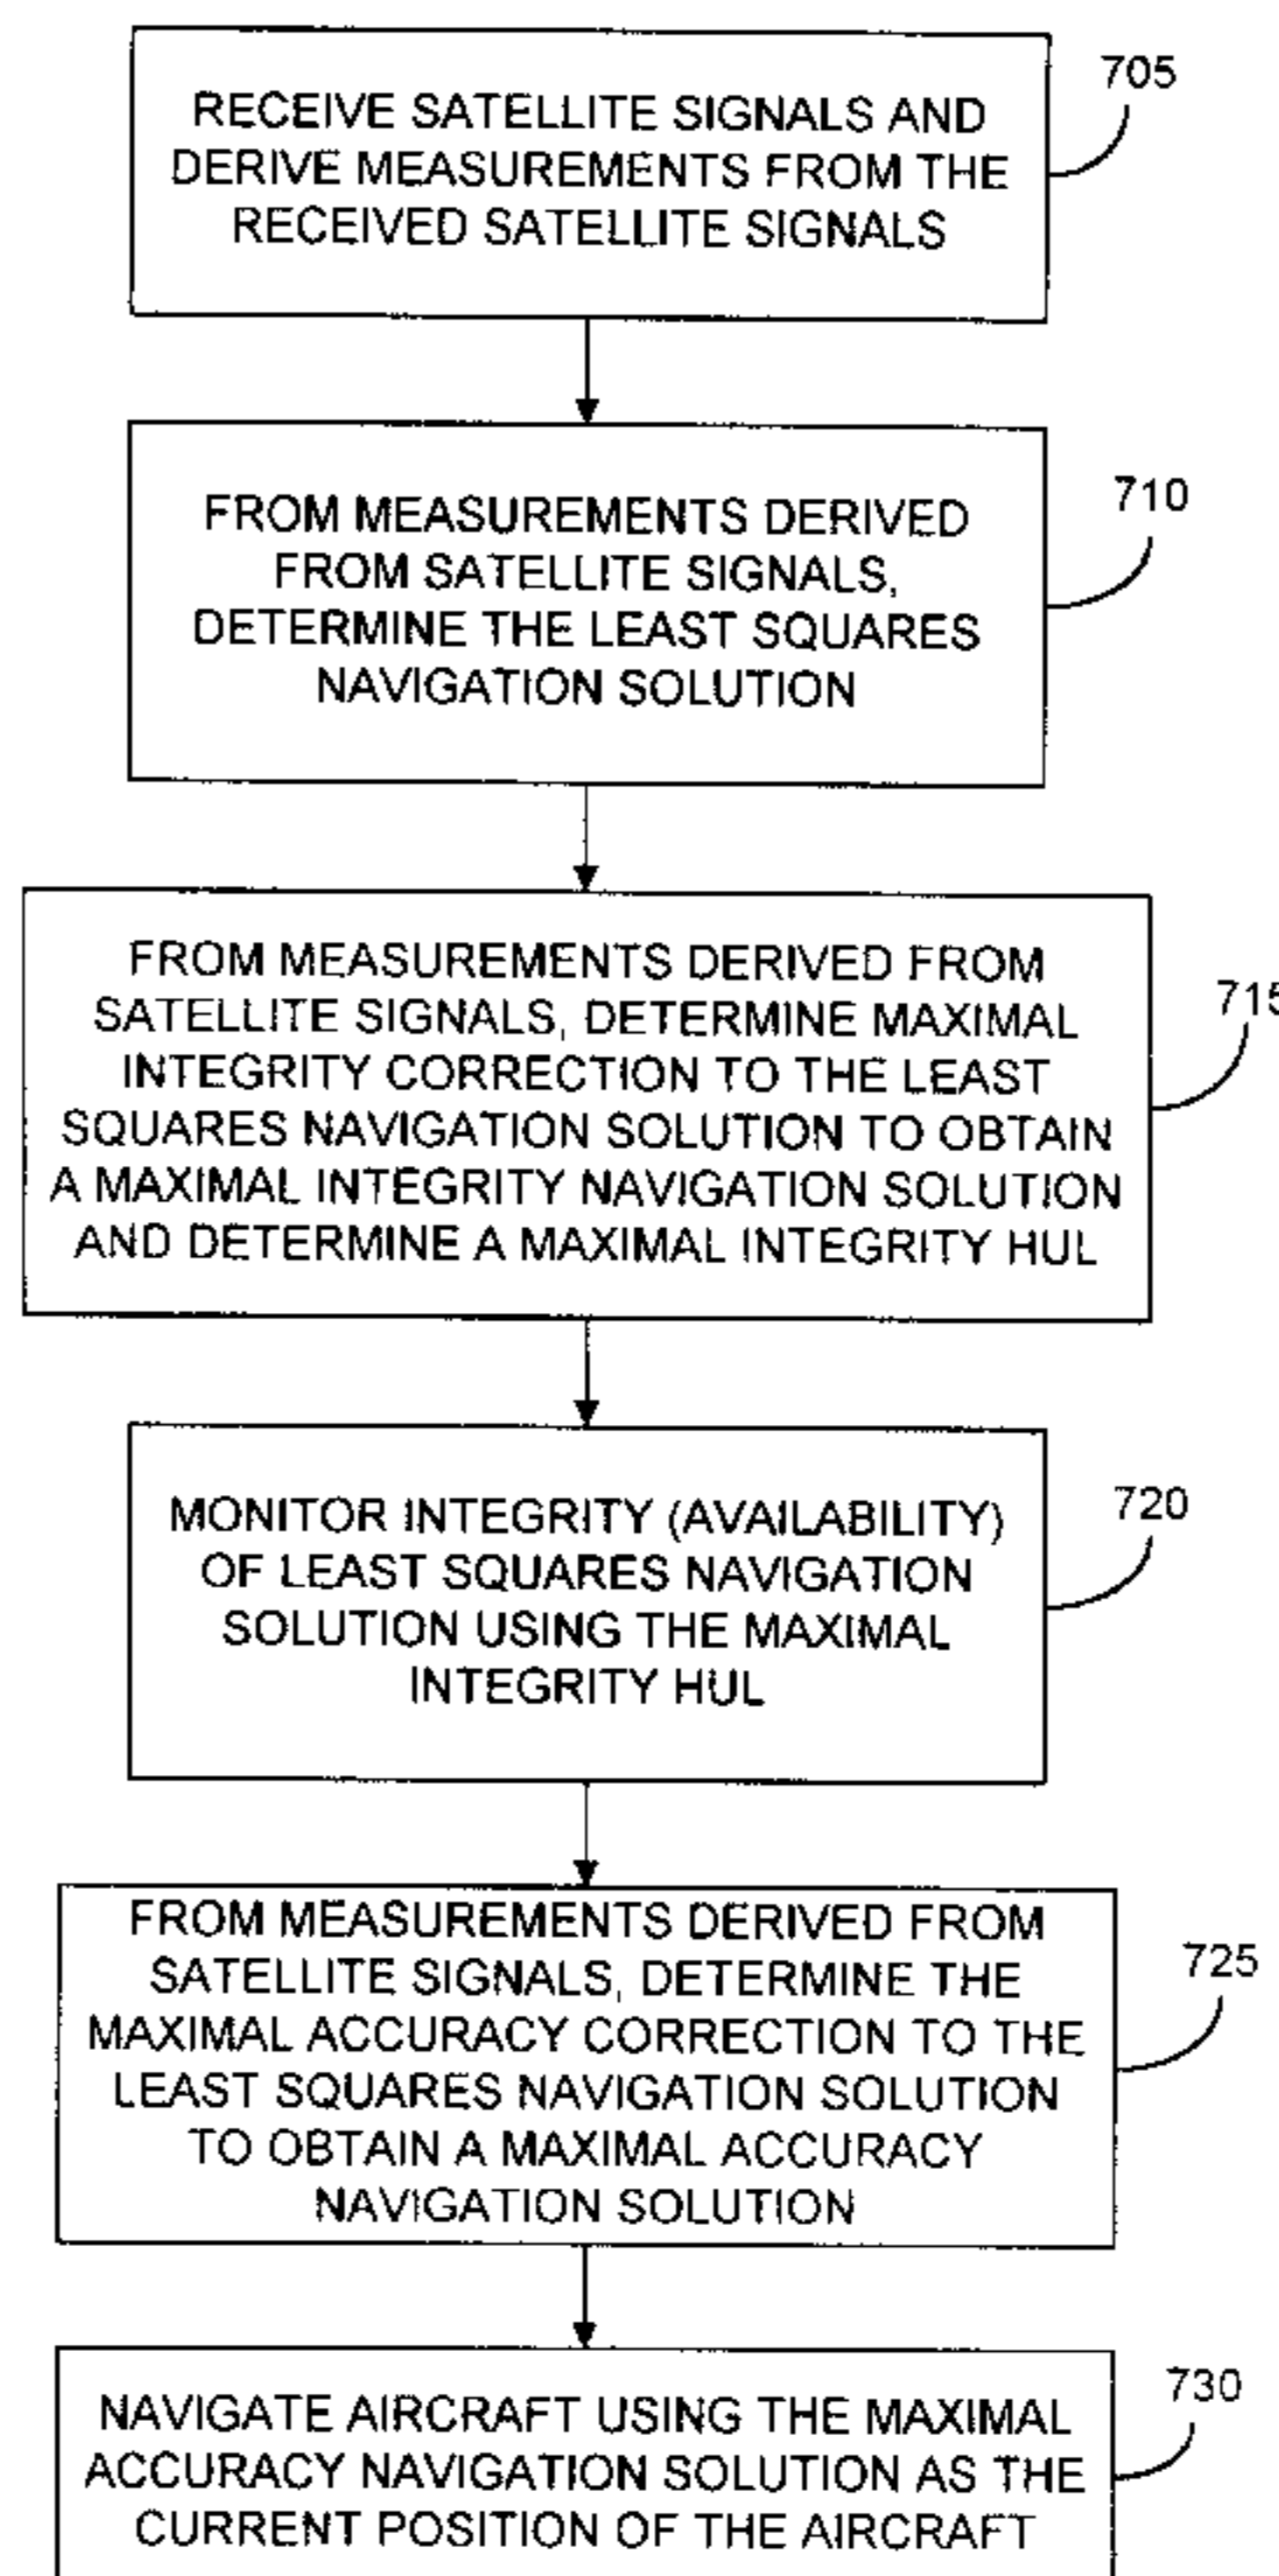 705
RECEIVE SATELLITE SIGNALS AND
DERIVE MEASUREMENTS FROM THE
RECEIVED SATELLITE SIGNALS
710
FROM MEASUREMENTS DERIVED
FROM SATELLITE SIGNALS,
DETERMINE THE LEAST SQUARES
NAVIGATION SOLUTION
715
FROM MEASUREMENTS DERIVED FROM
SATELLITE SIGNALS, DETERMINE MAXIMAL
INTEGRITY CORRECTION TO THE LEAST
SQUARES NAVIGATION SOLUTION TO OBTAIN
A MAXIMAL INTEGRITY NAVIGATION SOLUTION
AND DETERMINE A MAXIMAL INTEGRITY HUL
720
MONITOR INTEGRITY (AVAILABILITY)
OF LEAST SQUARES NAVIGATION
SOLUTION USING THE MAXIMAL
INTEGRITY HUL
725
FROM MEASUREMENTS DERIVED FROM
SATELLITE SIGNALS, DETERMINE THE
MAXIMAL ACCURACY CORRECTION TO THE
LEAST SQUARES NAVIGATION SOLUTION
TO OBTAIN A MAXIMAL ACCURACY
NAVIGATION SOLUTION
730
NAVIGATE AIRCRAFT USING THE MAXIMAL
ACCURACY NAVIGATION SOLUTION AS THE
CURRENT POSITION OF THE AIRCRAFT